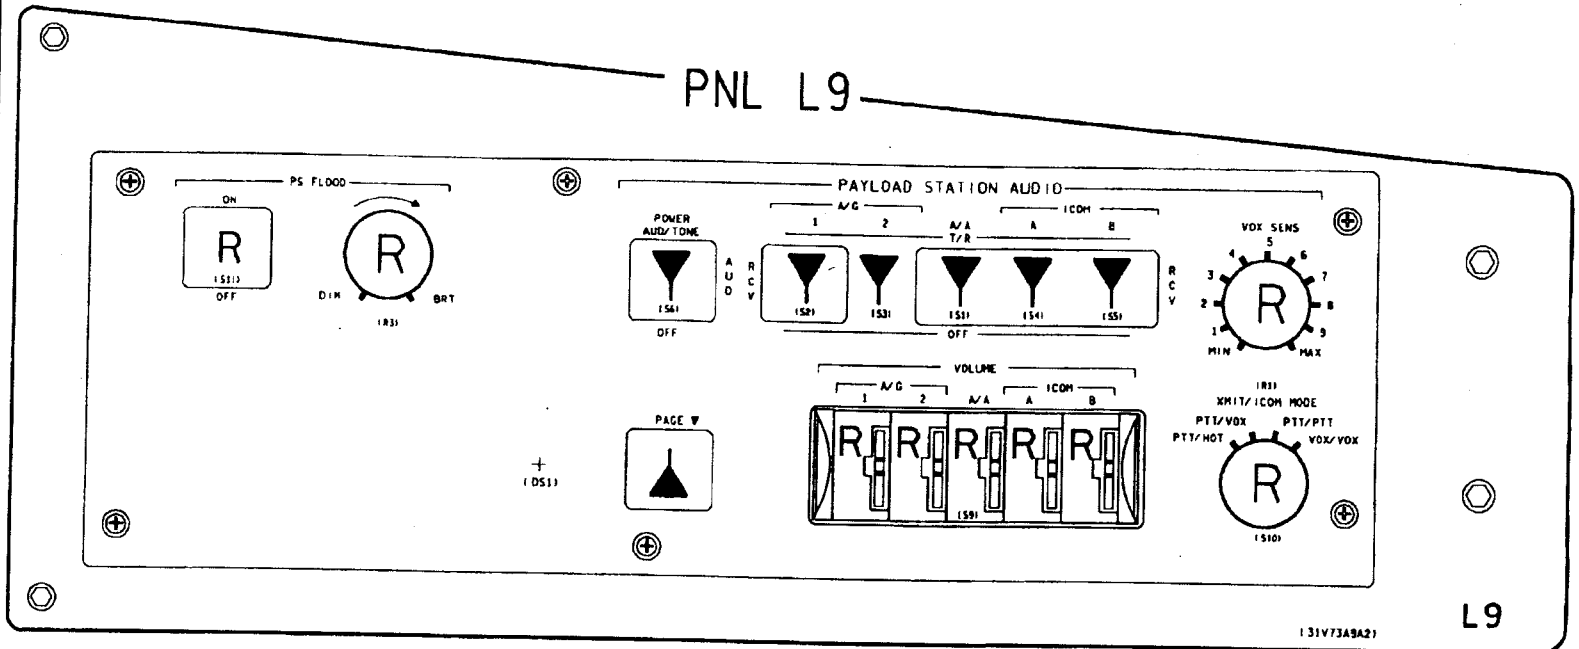 PNL L9
PS FLOOD
ON
R
(S11)
OFF
R
DIM
BRT
(R3)
PAYLOAD STATION AUDIO
POWER
AUD/TONE
(S6)
OFF
AUD
RCV
A/G
1
2
A/A
T/R
ICOM
A
B
(S2)
(S3)
(S1)
(S4)
(S5)
OFF
RCV
VOX SENS
MIN
1
2
3
4
5
6
7
8
9
MAX
R
(R1)
VOLUME
A/G
1
2
A/A
ICOM
A
B
R
R
R
R
R
(S9)
PAGE ▼
(DS1)
XMIT/ICOM MODE
PTT/VOX
PTT/PTT
PTT/HOT
VOX/VOX
R
(S10)
L9
(31V73A9A2)